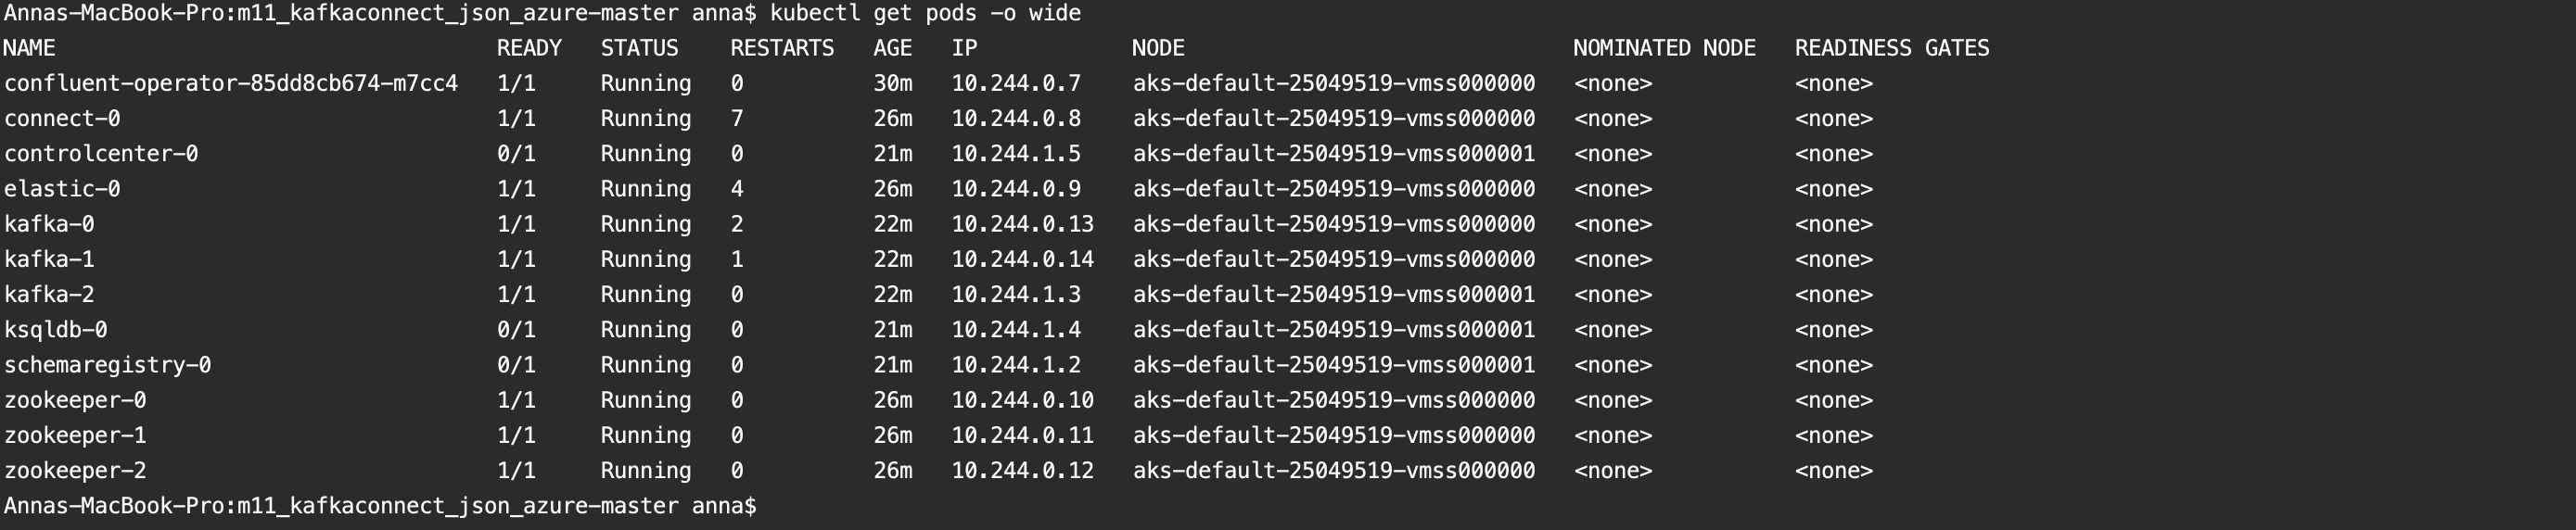 Annas-MacBook-Pro:m11_kafkaconnect_json_azure-master anna$ kubectl get pods -o wide
NAME READY STATUS RESTARTS AGE IP NODE NOMINATED NODE READINESS GATES
confluent-operator-85dd8cb674-m7cc4 1/1 Running 0 30m 10.244.0.7 aks-default-25049519-vmss000000 <none> <none>
connect-0 1/1 Running 7 26m 10.244.0.8 aks-default-25049519-vmss000000 <none> <none>
controlcenter-0 0/1 Running 0 21m 10.244.1.5 aks-default-25049519-vmss000001 <none> <none>
elastic-0 1/1 Running 4 26m 10.244.0.9 aks-default-25049519-vmss000000 <none> <none>
kafka-0 1/1 Running 2 22m 10.244.0.13 aks-default-25049519-vmss000000 <none> <none>
kafka-1 1/1 Running 1 22m 10.244.0.14 aks-default-25049519-vmss000000 <none> <none>
kafka-2 1/1 Running 0 22m 10.244.1.3 aks-default-25049519-vmss000001 <none> <none>
ksqldb-0 0/1 Running 0 21m 10.244.1.4 aks-default-25049519-vmss000001 <none> <none>
schemaregistry-0 0/1 Running 0 21m 10.244.1.2 aks-default-25049519-vmss000001 <none> <none>
zookeeper-0 1/1 Running 0 26m 10.244.0.10 aks-default-25049519-vmss000000 <none> <none>
zookeeper-1 1/1 Running 0 26m 10.244.0.11 aks-default-25049519-vmss000000 <none> <none>
zookeeper-2 1/1 Running 0 26m 10.244.0.12 aks-default-25049519-vmss000000 <none> <none>
Annas-MacBook-Pro:m11_kafkaconnect_json_azure-master anna$